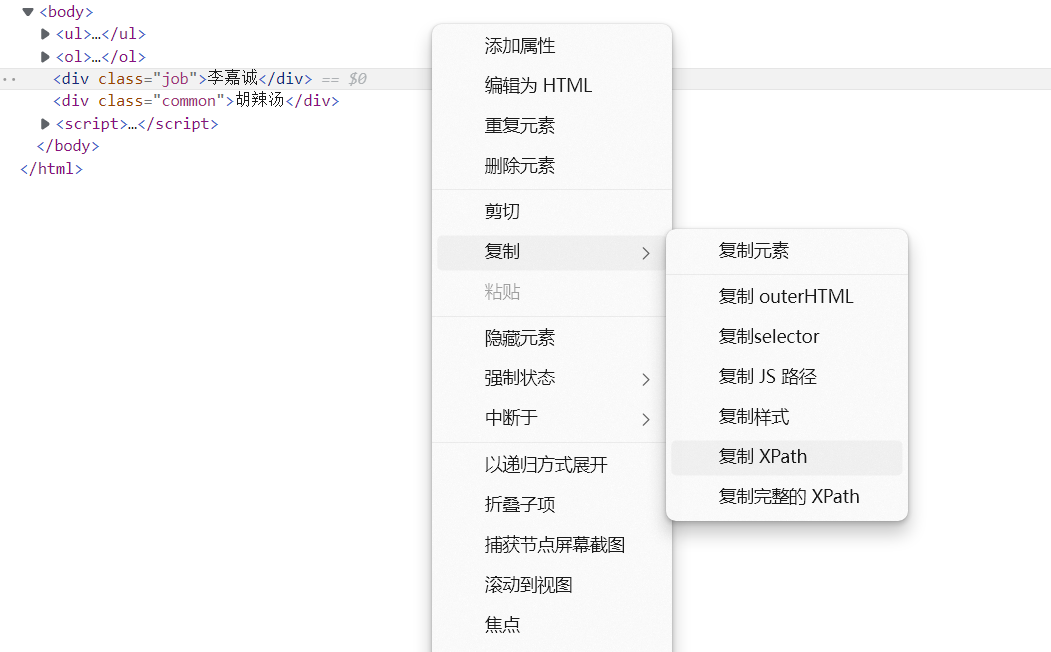 <body>
<ul>…</ul>
<ol>…</ol>
<div class="job">李嘉诚</div> == $0
<div class="common">胡辣汤</div>
<script>…</script>
</body>
</html>
添加属性
编辑为 HTML
重复元素
删除元素
剪切
复制
粘贴
隐藏元素
强制状态
中断于
以递归方式展开
折叠子项
捕获节点屏幕截图
滚动到视图
焦点
复制元素
复制 outerHTML
复制selector
复制 JS 路径
复制样式
复制 XPath
复制完整的 XPath